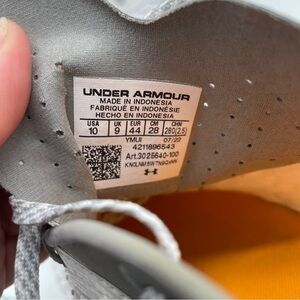 UNDER ARMOUR
MADE IN INDONESIA
FABRIQUÉ EN INDONÉSIE
HECHO EN INDONESIA
USA UK EUR CM CHN
10 9 44 28 280(2.5)
YMUI 07/22
4211896543
Art.3025640-100